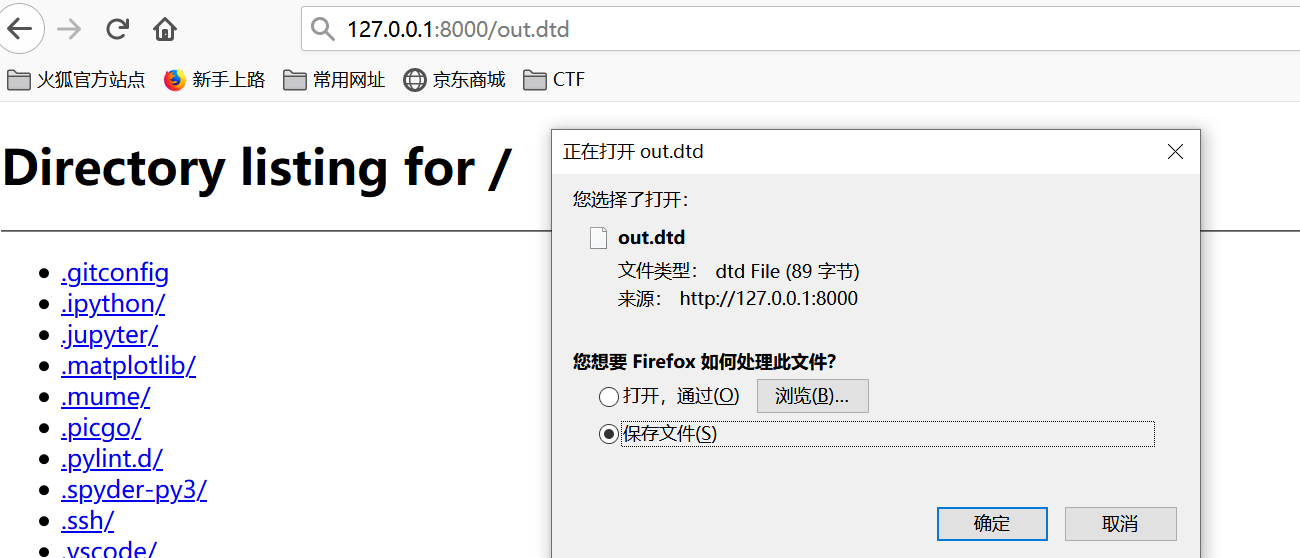 127.0.0.1:8000/out.dtd
火狐官方站点 新手上路 常用网址 京东商城 CTF
Directory listing for /
.gitconfig
.ipython/
.jupyter/
.matplotlib/
.mume/
.picgo/
.pylint.d/
.spyder-py3/
.ssh/
.vscode/
正在打开 out.dtd
您选择了打开：
out.dtd
文件类型： dtd File (89 字节)
来源： http://127.0.0.1:8000
您想要 Firefox 如何处理此文件？
打开，通过(O) 浏览(B)...
保存文件(S)
确定 取消